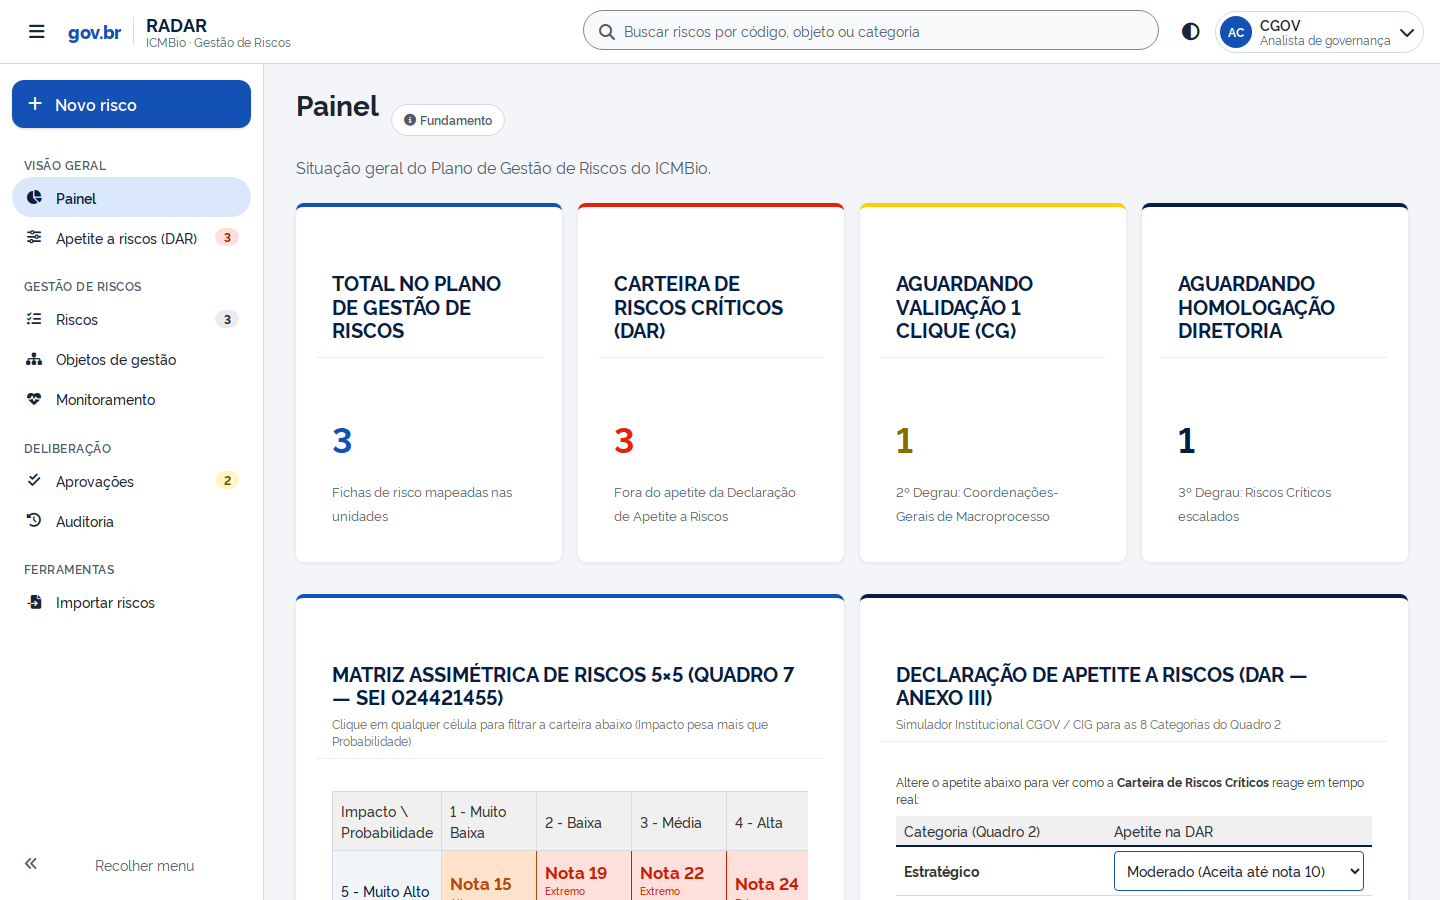 gov.br
RADAR
ICMBio · Gestão de Riscos
Buscar riscos por código, objeto ou categoria
AC
CGOV
Analista de governança
Novo risco
VISÃO GERAL
Painel
Apetite a riscos (DAR)
3
GESTÃO DE RISCOS
Riscos
3
Objetos de gestão
Monitoramento
DELIBERAÇÃO
Aprovações
2
Auditoria
FERRAMENTAS
Importar riscos
Recolher menu
Painel
Fundamento
Situação geral do Plano de Gestão de Riscos do ICMBio.
TOTAL NO PLANO
DE GESTÃO DE
RISCOS
3
Fichas de risco mapeadas nas
unidades
CARTEIRA DE
RISCOS CRÍTICOS
(DAR)
3
Fora do apetite da Declaração
de Apetite a Riscos
AGUARDANDO
VALIDAÇÃO 1
CLIQUE (CG)
1
2º Degrau: Coordenações-
Gerais de Macroprocesso
AGUARDANDO
HOMOLOGAÇÃO
DIRETORIA
1
3º Degrau: Riscos Críticos
escalados
MATRIZ ASSIMÉTRICA DE RISCOS 5×5 (QUADRO 7
— SEI 024421455)
Clique em qualquer célula para filtrar a carteira abaixo (Impacto pesa mais que
Probabilidade)
Impacto \
Probabilidade
1 - Muito
Baixa
2 - Baixa
3 - Média
4 - Alta
5 - Muito Alto
Nota 15
Nota 19
Extremo
Nota 22
Extremo
Nota 24
DECLARAÇÃO DE APETITE A RISCOS (DAR —
ANEXO III)
Simulador Institucional CGOV / CIG para as 8 Categorias do Quadro 2
Altere o apetite abaixo para ver como a Carteira de Riscos Críticos reage em tempo
real:
Categoria (Quadro 2)
Apetite na DAR
Estratégico
Moderado (Aceita até nota 10)